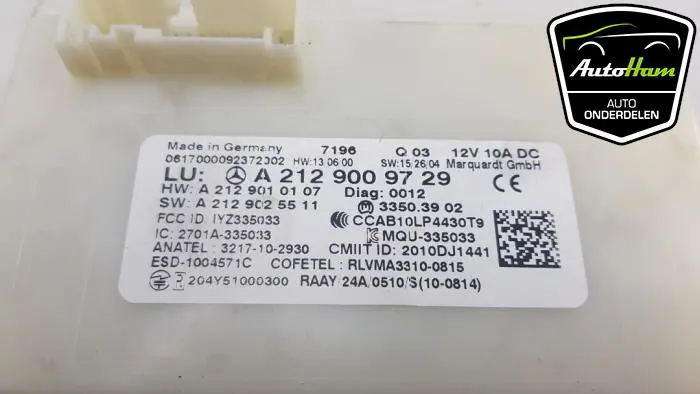 AutoHam
AUTO
ONDERDELEN
Made in Germany 7196 Q 03 12V 10A DC
0617000092372002 HW:13.06.00 SW:15.26.04 Marquardt GmbH
LU: A 212 900 97 29
HW: A 212 901 01 07 Diag: 0012
SW: A 212 902 55 11 3350.39 02
FCC ID: IYZ335033 CCAB10LP4430T9
IC: 2701A-335033 MQU-335033
ANATEL: 3217-10-2930 CMIIT ID: 2010DJ1441
ESD-1004571C COFETEL: RLVMA3310-0815
204Y51000300 RAAY/24A/0510/S(10-0814)
CE